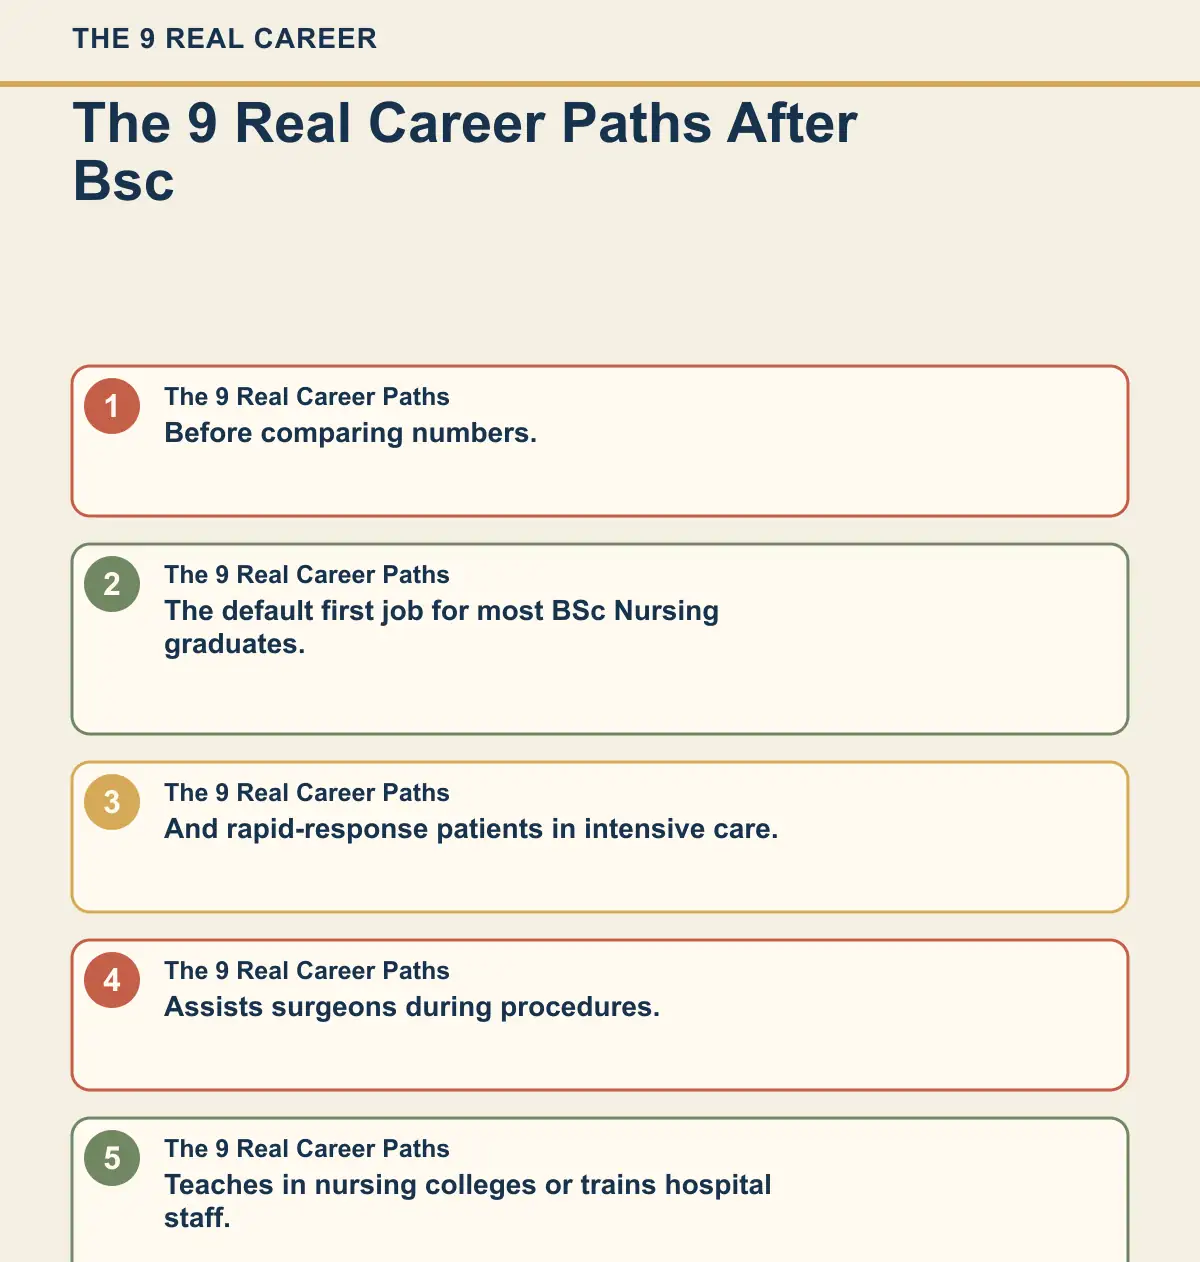 THE 9 REAL CAREER
The 9 Real Career Paths After
Bsc
1
The 9 Real Career Paths
Before comparing numbers.
2
The 9 Real Career Paths
The default first job for most BSc Nursing
graduates.
3
The 9 Real Career Paths
And rapid-response patients in intensive care.
4
The 9 Real Career Paths
Assists surgeons during procedures.
5
The 9 Real Career Paths
Teaches in nursing colleges or trains hospital
staff.